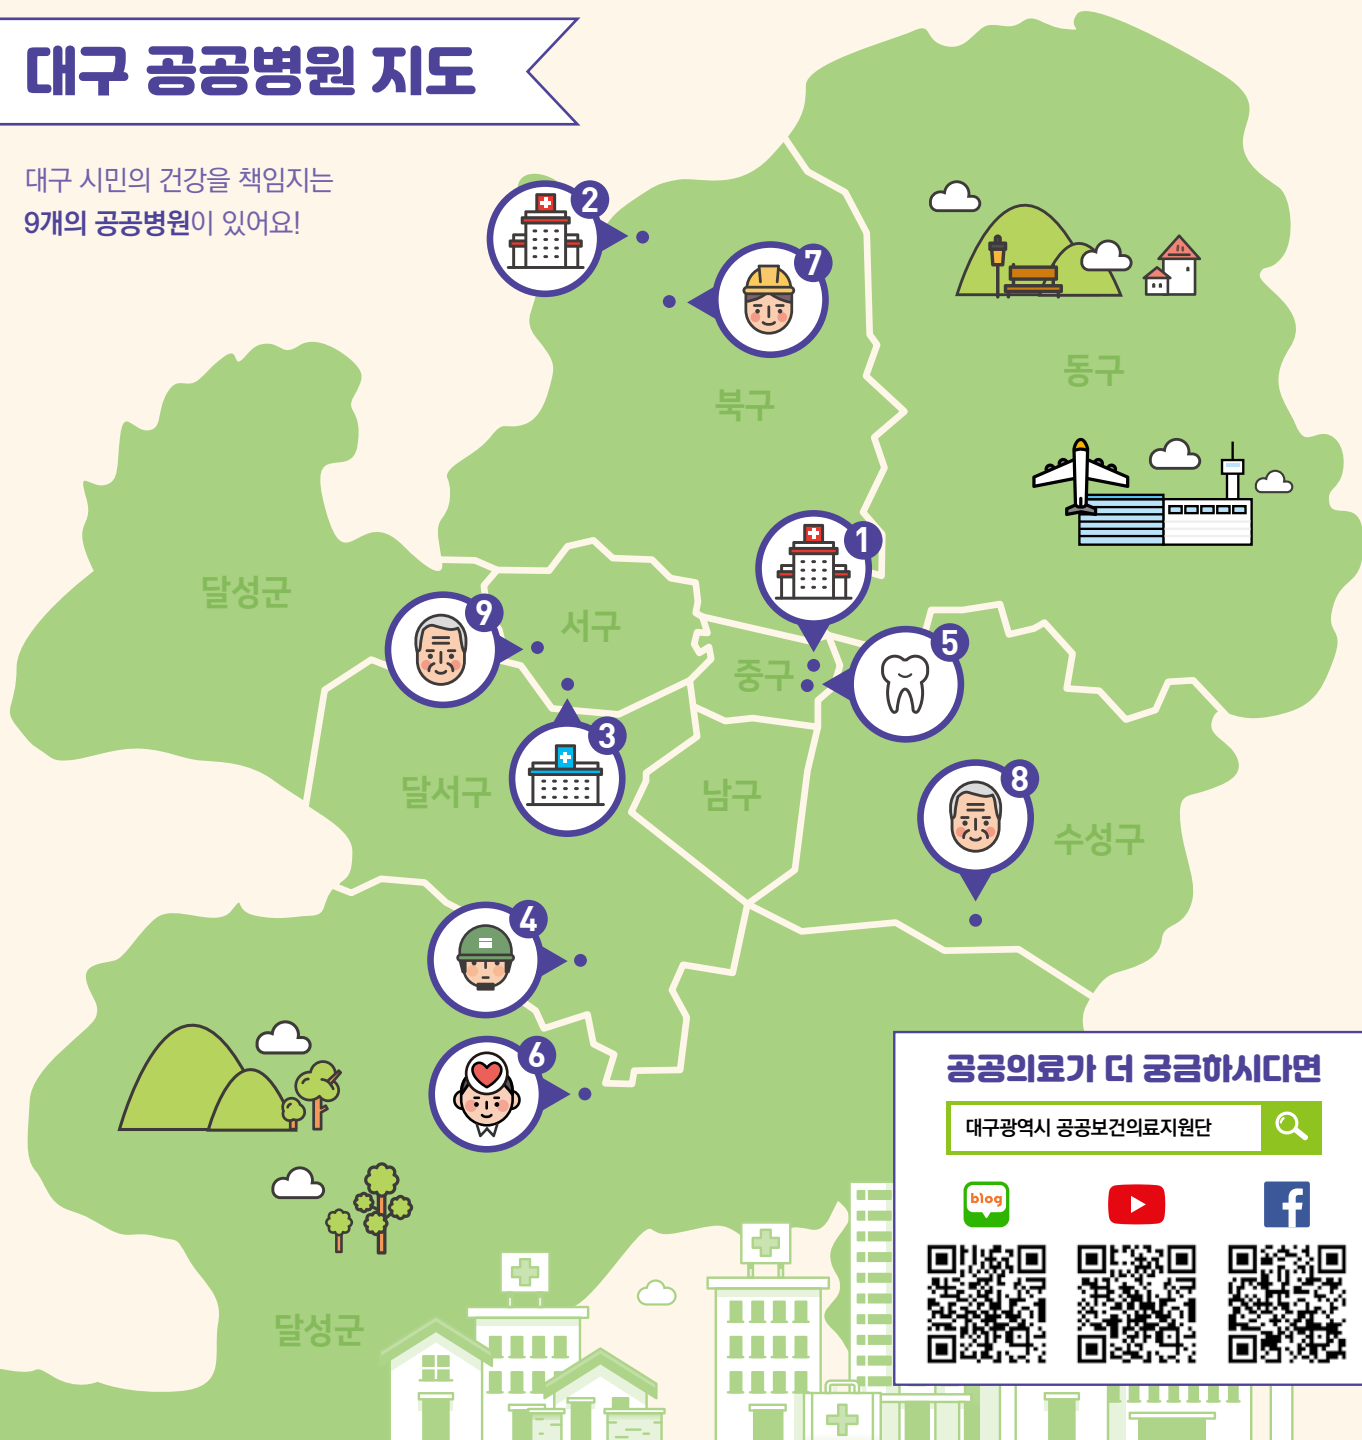 대구 공공병원 지도
대구 시민의 건강을 책임지는
9개의 공공병원이 있어요!
2
7
동구
북구
1
달성군
9
서구
5
중구
3
8
달서구
남구
수성구
4
6
공공의료가 더 궁금하시다면
대구광역시 공공보건의료지원단
blog
달성군